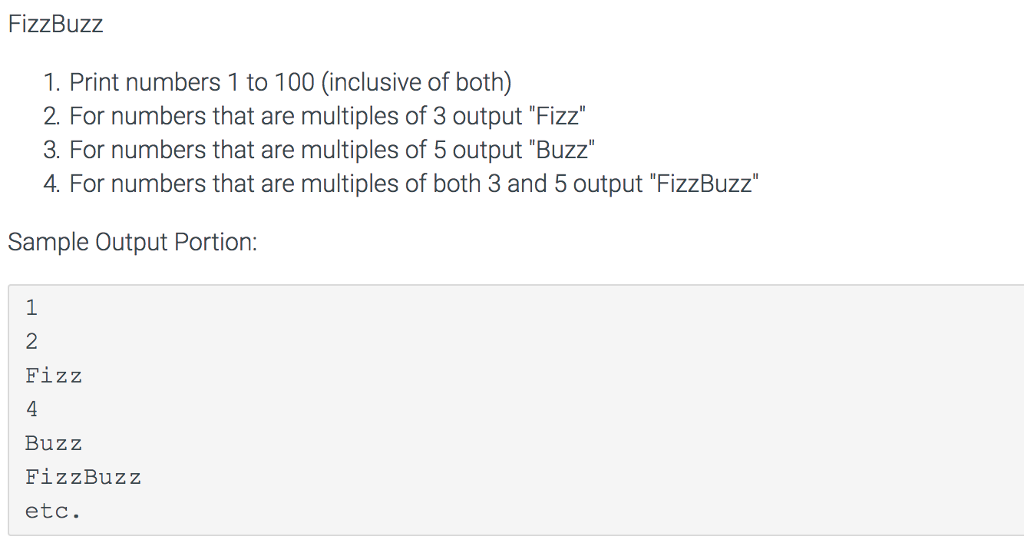 FizzBuzz
1. Print numbers 1 to 100 (inclusive of both)
2. For numbers that are multiples of 3 output "Fizz"
3. For numbers that are multiples of 5 output "Buzz"
4. For numbers that are multiples of both 3 and 5 output "FizzBuzz"
Sample Output Portion:
1
2
Fizz
4
Buzz
FizzBuzz
etc.